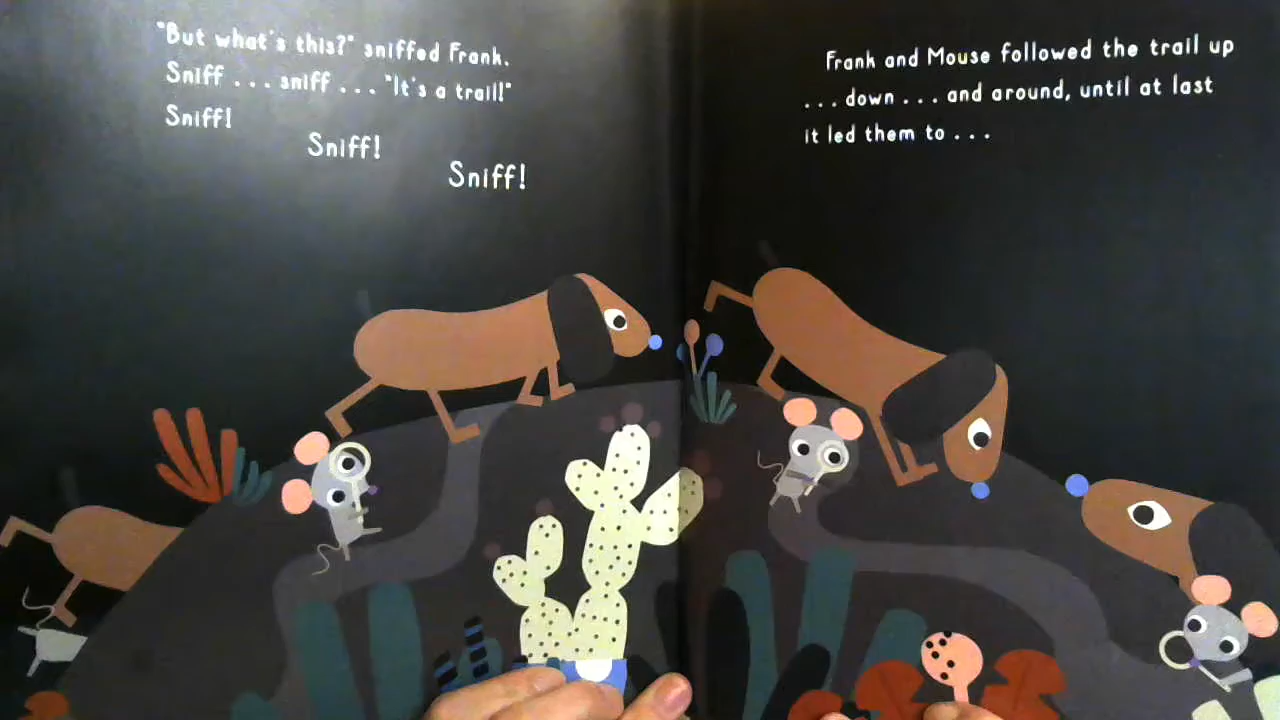 "But what's this?" sniffed Frank.
Sniff . . . sniff . . . "It's a trail!"
Sniff!
Sniff!
Sniff!
Frank and Mouse followed the trail up
. . . down . . . and around, until at last
it led them to . . .